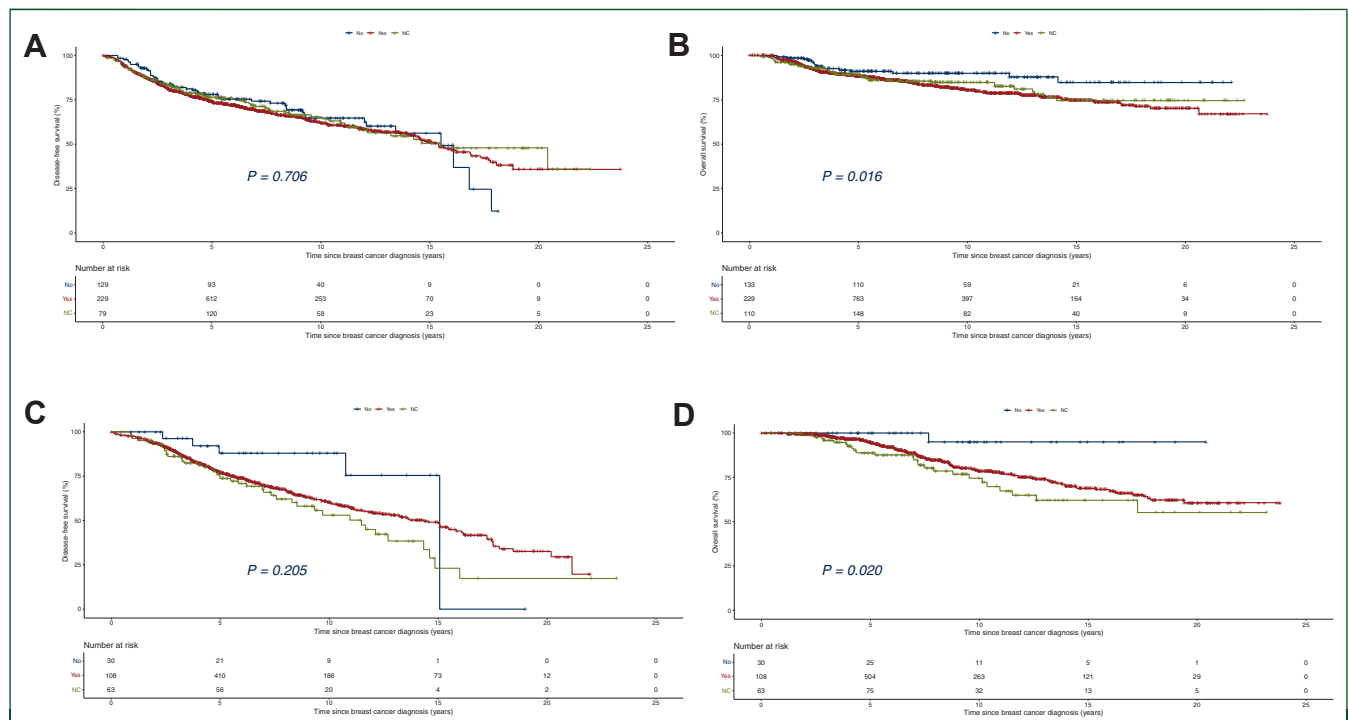 A
No Yes NC
Disease-free survival (%)
100
75
50
25
0
P = 0.706
0 5 10 15 20 25
Time since breast cancer diagnosis (years)
Number at risk
No 129 93 40 9 0 0
Yes 229 612 253 70 9 0
NC 79 120 58 23 5 0
0 5 10 15 20 25
Time since breast cancer diagnosis (years)
B
No Yes NC
Overall survival (%)
100
75
50
25
0
P = 0.016
0 5 10 15 20 25
Time since breast cancer diagnosis (years)
Number at risk
No 133 110 59 21 6 0
Yes 229 763 397 164 34 0
NC 110 148 82 40 9 0
0 5 10 15 20 25
Time since breast cancer diagnosis (years)
C
No Yes NC
Disease-free survival (%)
100
75
50
25
0
P = 0.205
0 5 10 15 20 25
Time since breast cancer diagnosis (years)
Number at risk
No 30 21 9 1 0 0
Yes 108 410 186 73 12 0
NC 63 56 20 4 2 0
0 5 10 15 20 25
Time since breast cancer diagnosis (years)
D
No Yes NC
Overall survival (%)
100
75
50
25
0
P = 0.020
0 5 10 15 20 25
Time since breast cancer diagnosis (years)
Number at risk
No 30 25 11 5 1 0
Yes 108 504 263 121 29 0
NC 63 75 32 13 5 0
0 5 10 15 20 25
Time since breast cancer diagnosis (years)